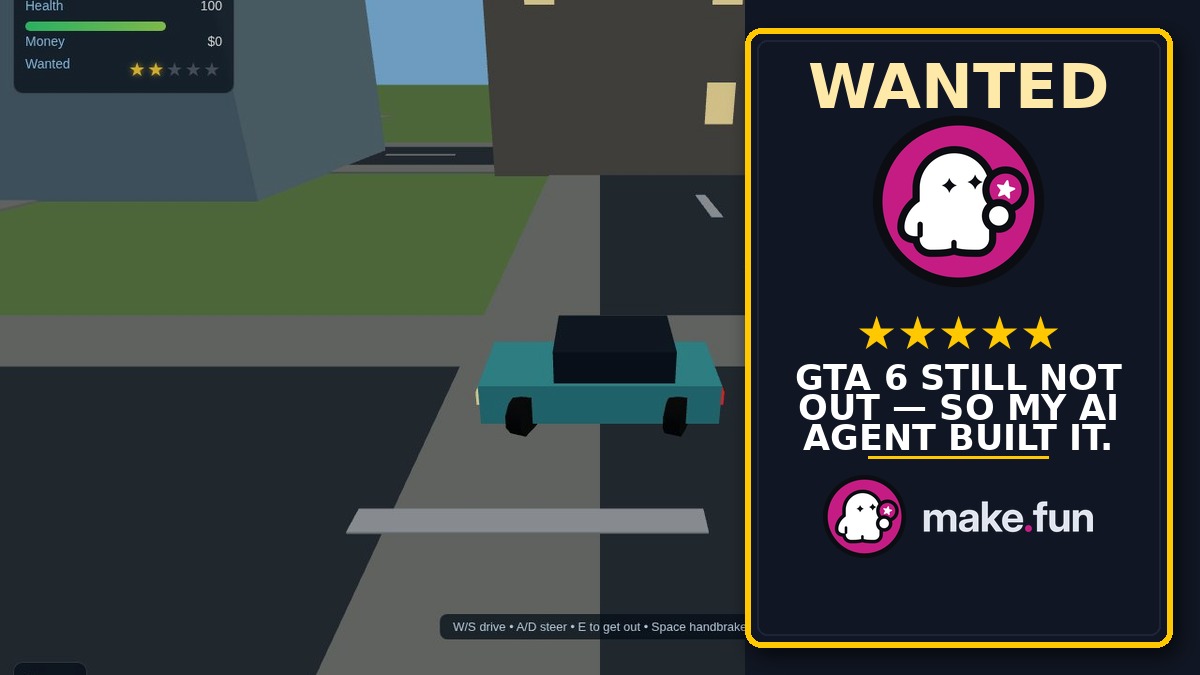 Health 100
Money $0
Wanted
W/S drive • A/D steer • E to get out • Space handbrake
WANTED
GTA 6 STILL NOT
OUT — SO MY AI
AGENT BUILT IT.
make.fun